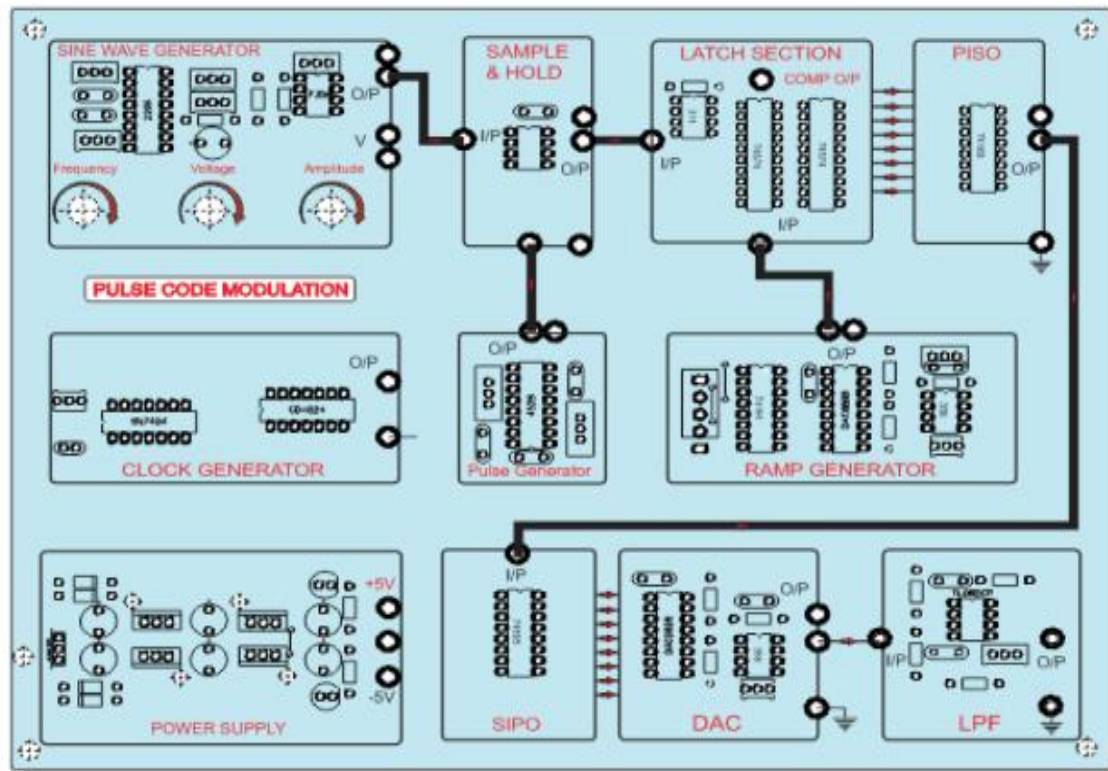 SINE WAVE GENERATOR
2206
O/P
V
Frequency
Voltage
Amplitude
SAMPLE
& HOLD
I/P
O/P
LATCH SECTION
COMP O/P
I/P
I/P
PISO
O/P
PULSE CODE MODULATION
O/P
CLOCK GENERATOR
O/P
Pulse Generator
O/P
RAMP GENERATOR
+5V
-5V
POWER SUPPLY
I/P
SIPO
O/P
DAC
I/P
O/P
LPF